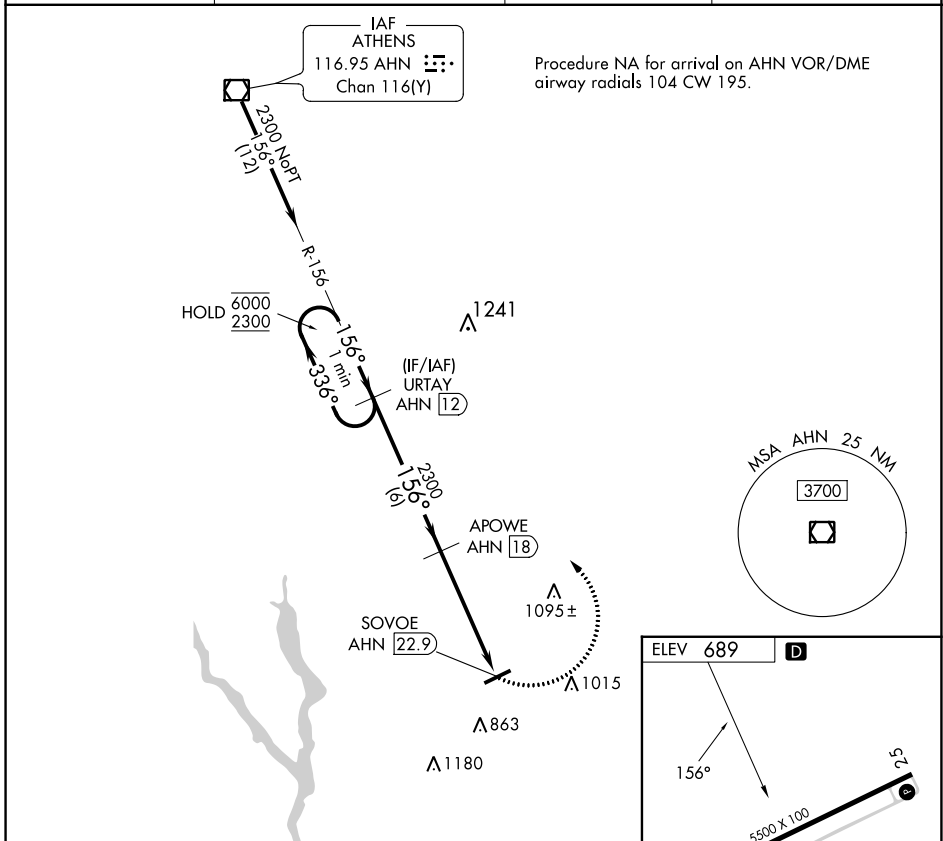 IAF
ATHENS
116.95 AHN
Chan 116(Y)
Procedure NA for arrival on AHN VOR/DME
airway radials 104 CW 195.
2300 NoPT
156°
(12)
R-156
HOLD 6000
2300
156°
1 min
336°
1241
(IF/IAF)
URTAY
AHN 12
2300
156°
(6)
APOWE
AHN 18
MSA AHN 25 NM
3700
1095±
SOVOE
AHN 22.9
1015
863
1180
ELEV 689 D
156°
25
P
5500 X 100